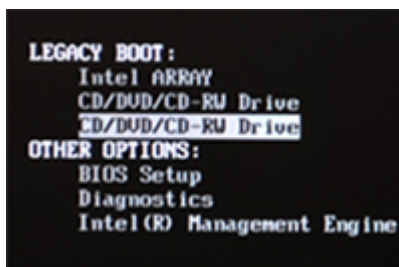 LEGACY BOOT:
Intel ARRAY
CD/DVD/CD-RW Drive
CD/DVD/CD-RW Drive
OTHER OPTIONS:
BIOS Setup
Diagnostics
Intel(R) Management Engine